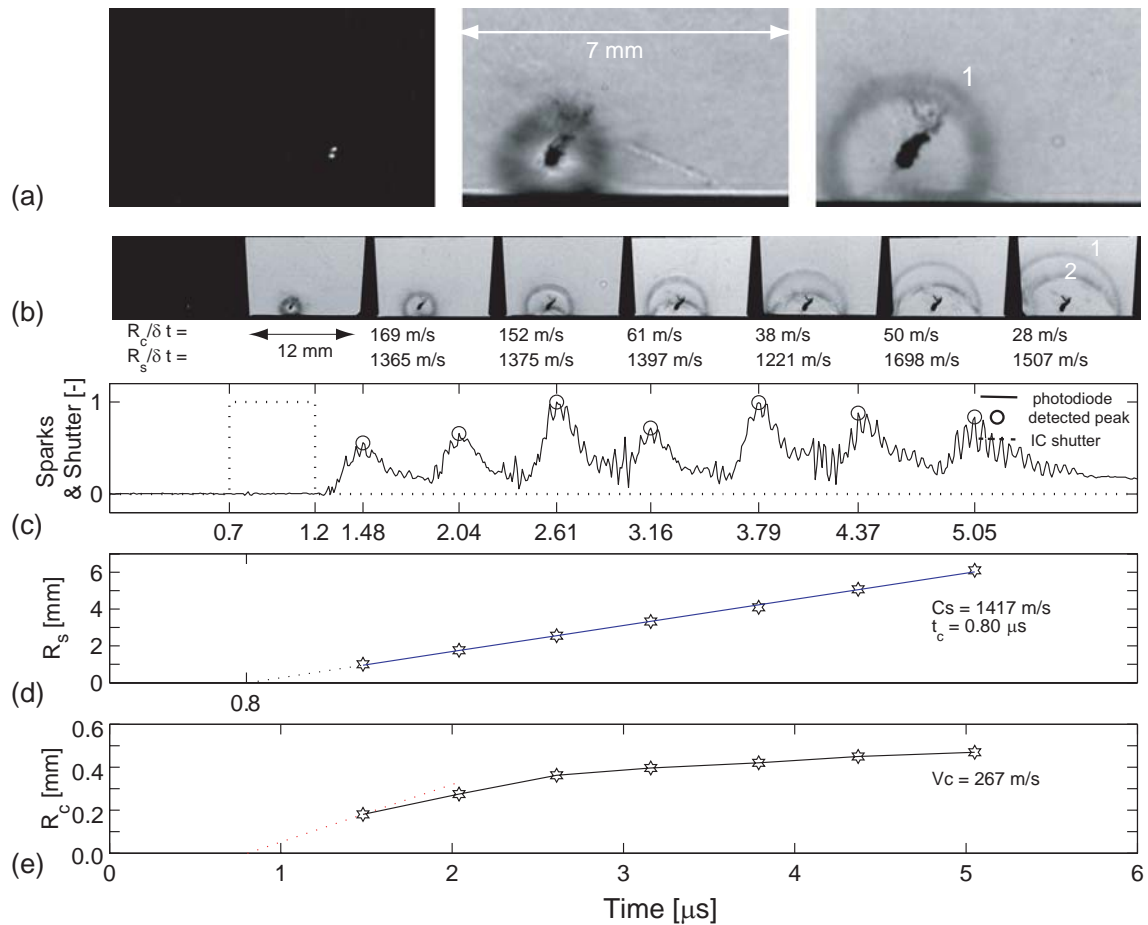 7 mm
1
(a)
1
2
(b)
R_c/δ t = 169 m/s 152 m/s 61 m/s 38 m/s 50 m/s 28 m/s
12 mm
R_s/δ t = 1365 m/s 1375 m/s 1397 m/s 1221 m/s 1698 m/s 1507 m/s
Sparks
& Shutter [-]
1
0
photodiode
detected peak
IC shutter
(c)
0.7 1.2 1.48 2.04 2.61 3.16 3.79 4.37 5.05
R_s [mm]
6
4
2
0
Cs = 1417 m/s
t_c = 0.80 μs
(d)
0.8
R_c [mm]
0.6
0.4
0.2
0.0
Vc = 267 m/s
(e)
0 1 2 3 4 5 6
Time [μs]